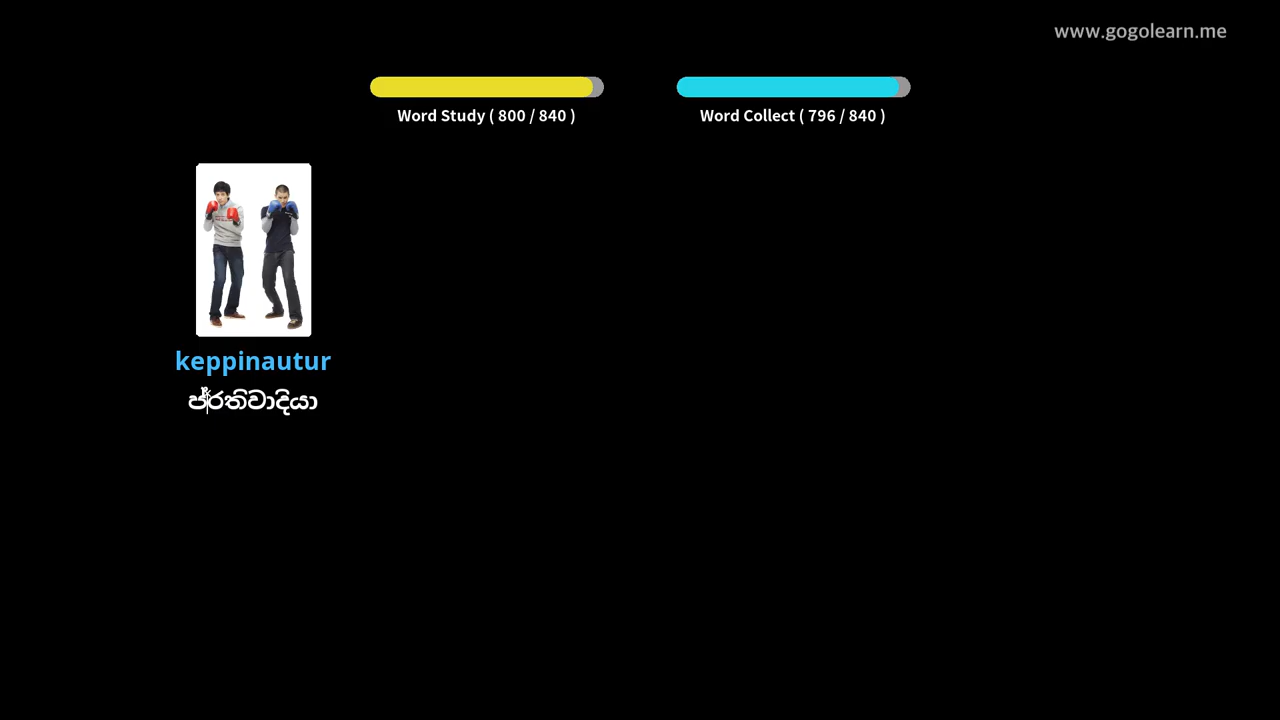 www.gogolearn.me
Word Study ( 800 / 840 )
Word Collect ( 796 / 840 )
keppinautur
ප්‍රතිවාදියා